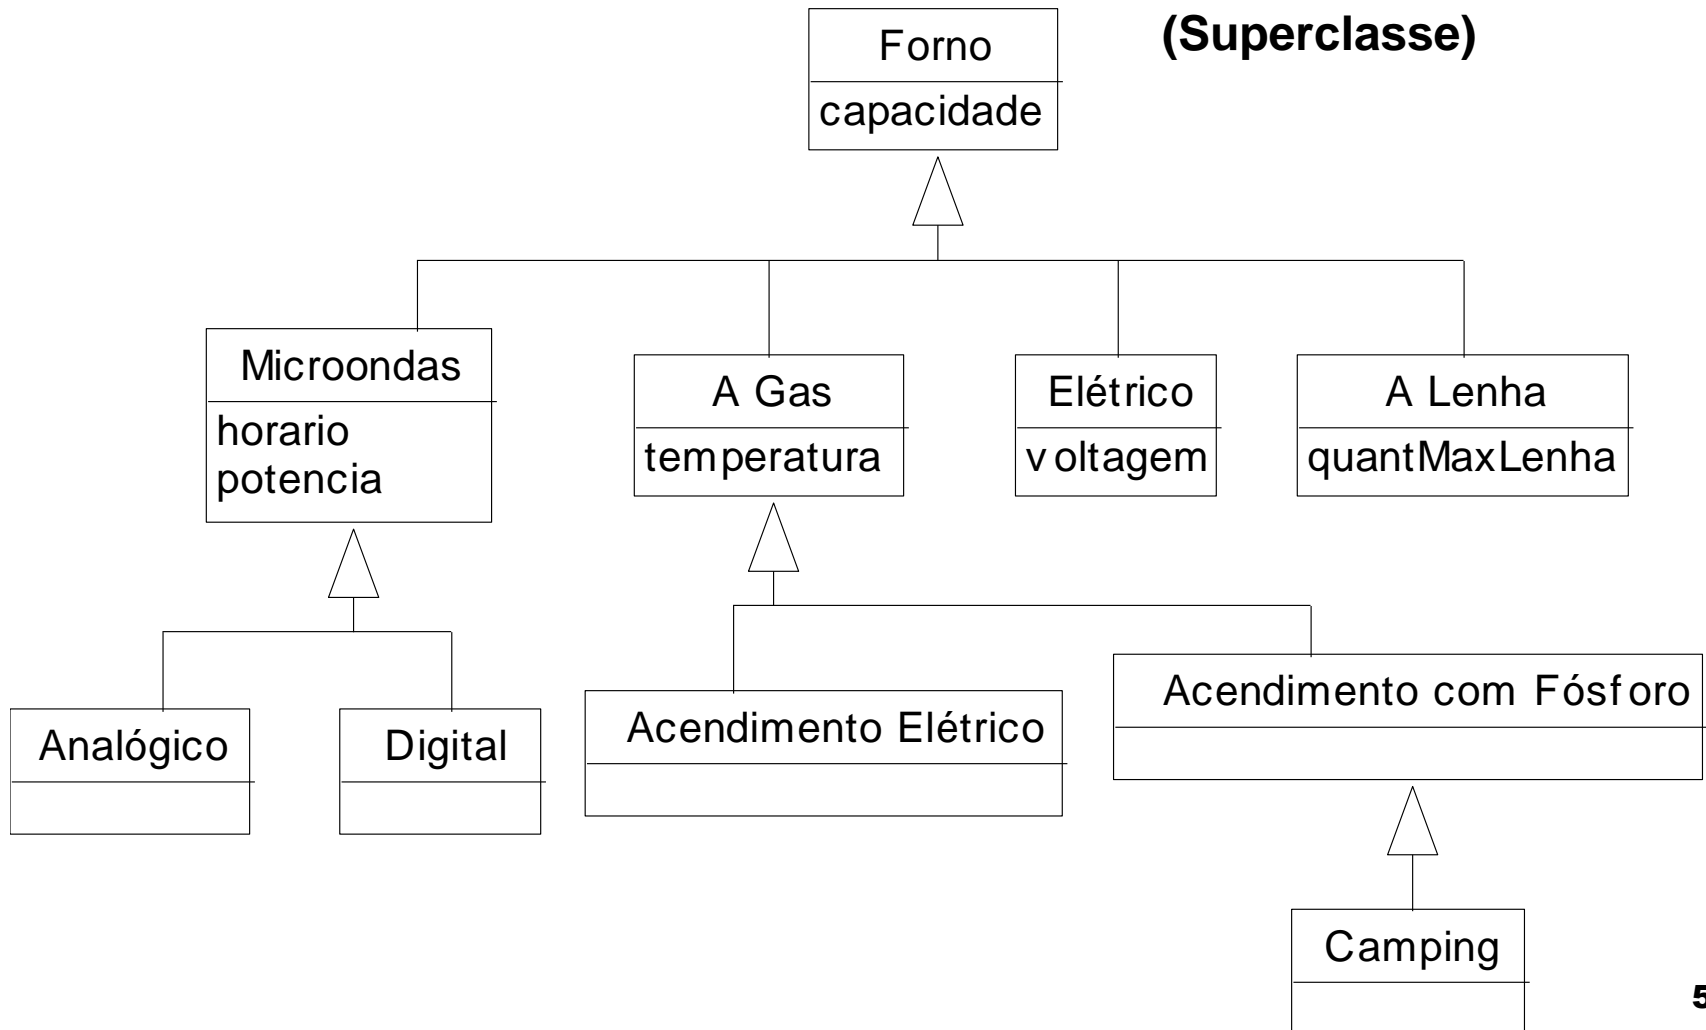 Forno
(Superclasse)
capacidade
Microondas
horario
potencia
A Gas
temperatura
Elétrico
voltagem
A Lenha
quantMaxLenha
Analógico
Digital
Acendimento Elétrico
Acendimento com Fósforo
Camping
5